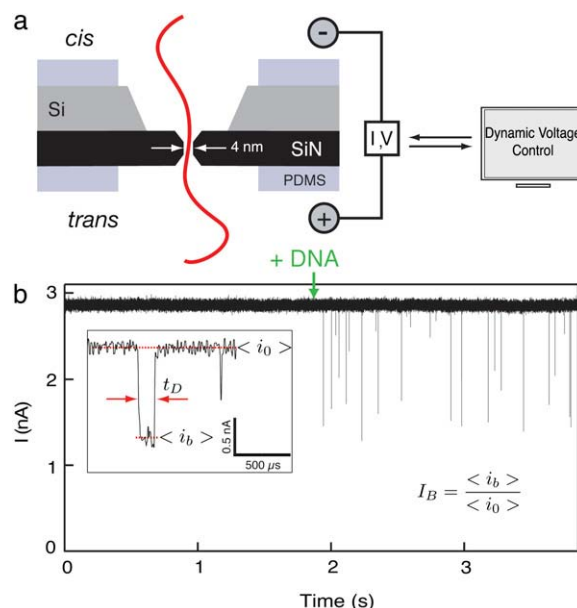 a
cis
Si
4 nm
SiN
PDMS
trans
-
I,V
+
Dynamic Voltage
Control
+ DNA
b
3
2
1
0
I (nA)
< i0 >
tD
< ib >
0.5 nA
500 μs
IB = < ib > / < i0 >
0
1
2
3
Time (s)